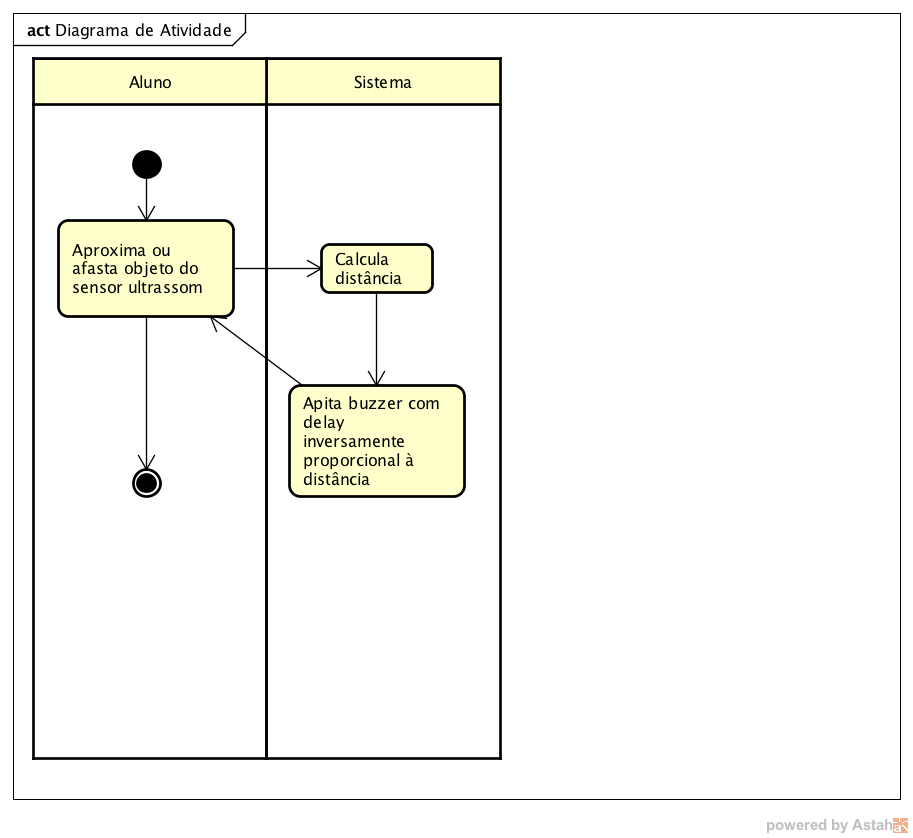 act Diagrama de Atividade
Aluno
Sistema
Aproxima ou
afasta objeto do
sensor ultrassom
Calcula
distância
Apita buzzer com
delay
inversamente
proporcional à
distância
powered by Astah